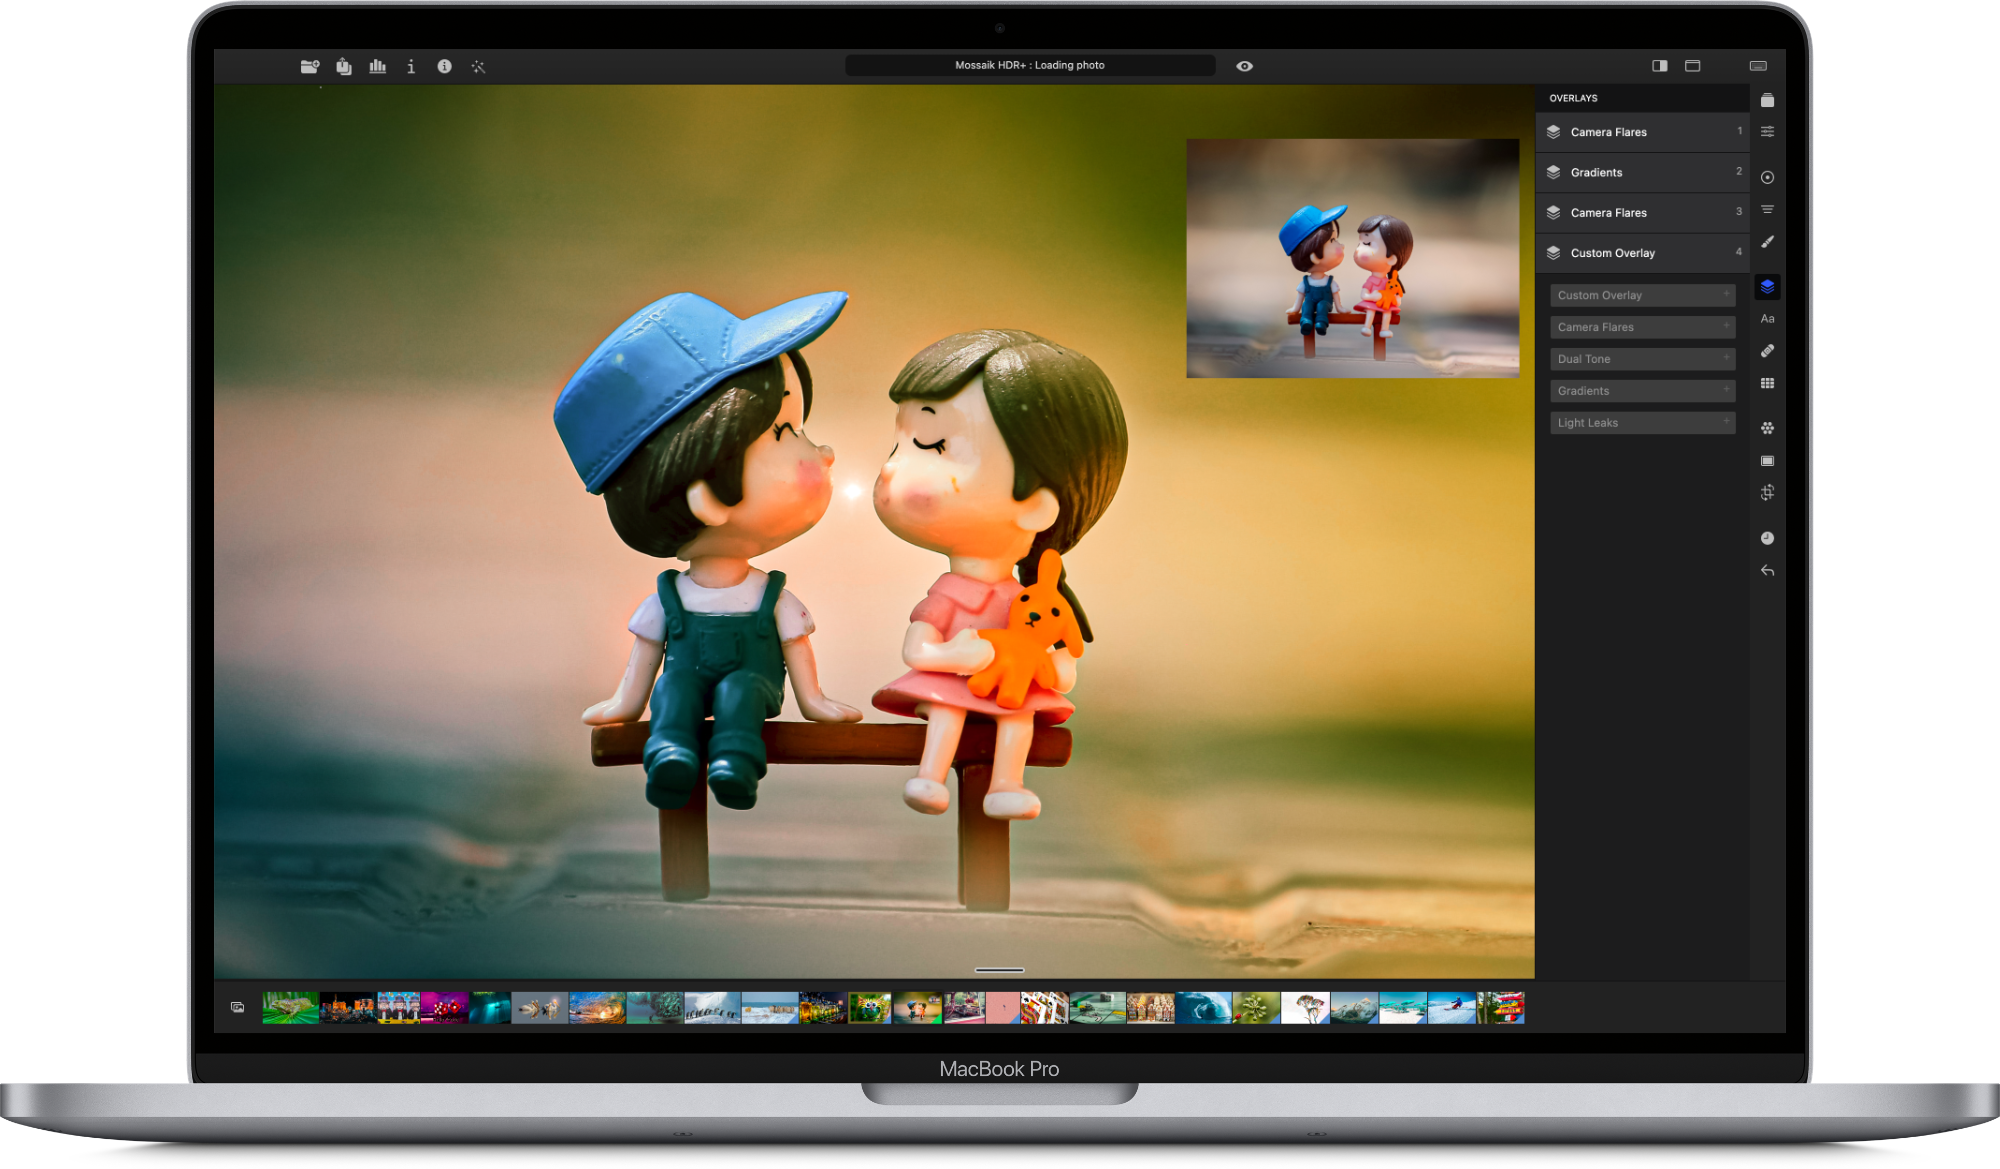 Mossaik HDR+ : Loading photo
OVERLAYS
Camera Flares 1
Gradients 2
Camera Flares 3
Custom Overlay 4
Custom Overlay +
Camera Flares +
Dual Tone +
Gradients +
Light Leaks +
Aa
MacBook Pro